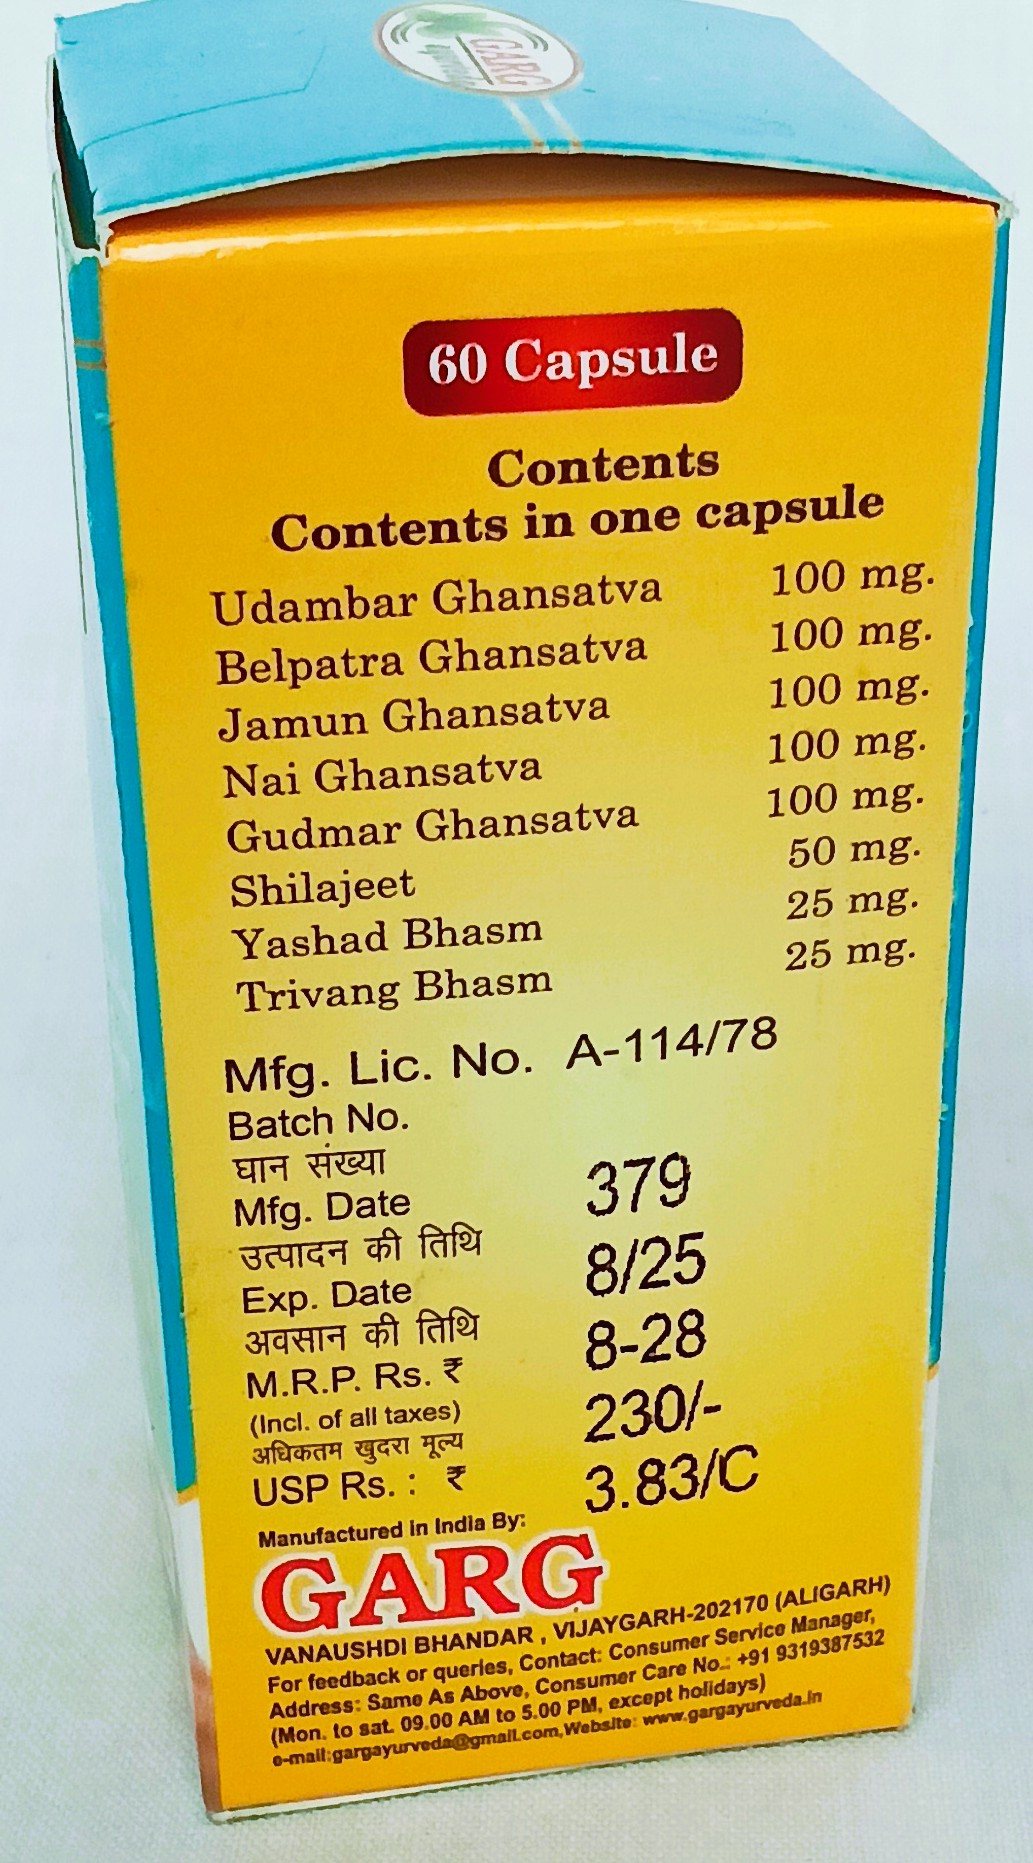 GARG
60 Capsule
Contents
Contents in one capsule
Udambar Ghansatva 100 mg.
Belpatra Ghansatva 100 mg.
Jamun Ghansatva 100 mg.
Nai Ghansatva 100 mg.
Gudmar Ghansatva 100 mg.
Shilajeet 50 mg.
Yashad Bhasm 25 mg.
Trivang Bhasm 25 mg.
Mfg. Lic. No. A-114/78
Batch No.
घान संख्या 379
Mfg. Date
उत्पादन की तिथि 8/25
Exp. Date
अवसान की तिथि 8-28
M.R.P. Rs. ₹
(Incl. of all taxes) 230/-
अधिकतम खुदरा मूल्य
USP Rs. : ₹ 3.83/C
Manufactured in India By:
GARG
VANAUSHDI BHANDAR , VIJAYGARH-202170 (ALIGARH)
For feedback or queries, Contact: Consumer Service Manager,
Address: Same As Above, Consumer Care No.: +91 9319387532
(Mon. to sat. 09.00 AM to 5.00 PM, except holidays)
e-mail:gargayurveda@gmail.com,Website: www.gargayurveda.in